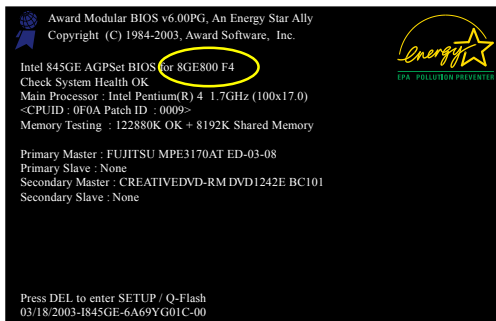 Award Modular BIOS v6.00PG, An Energy Star Ally
Copyright (C) 1984-2003, Award Software, Inc.
energy
EPA POLLUTION PREVENTER
Intel 845GE AGPSet BIOS for 8GE800 F4
Check System Health OK
Main Processor : Intel Pentium(R) 4 1.7GHz (100x17.0)
<CPUID : 0F0A Patch ID : 0009>
Memory Testing : 122880K OK + 8192K Shared Memory
Primary Master : FUJITSU MPE3170AT ED-03-08
Primary Slave : None
Secondary Master : CREATIVEDVD-RM DVD1242E BC101
Secondary Slave : None
Press DEL to enter SETUP / Q-Flash
03/18/2003-I845GE-6A69YG01C-00